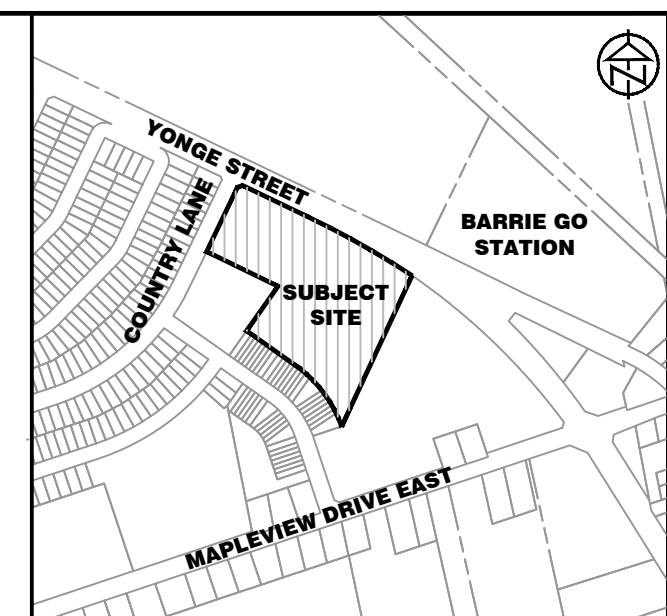 N
YONGE STREET
BARRIE GO
STATION
COUNTRY LANE
SUBJECT
SITE
MAPLEVIEW DRIVE EAST